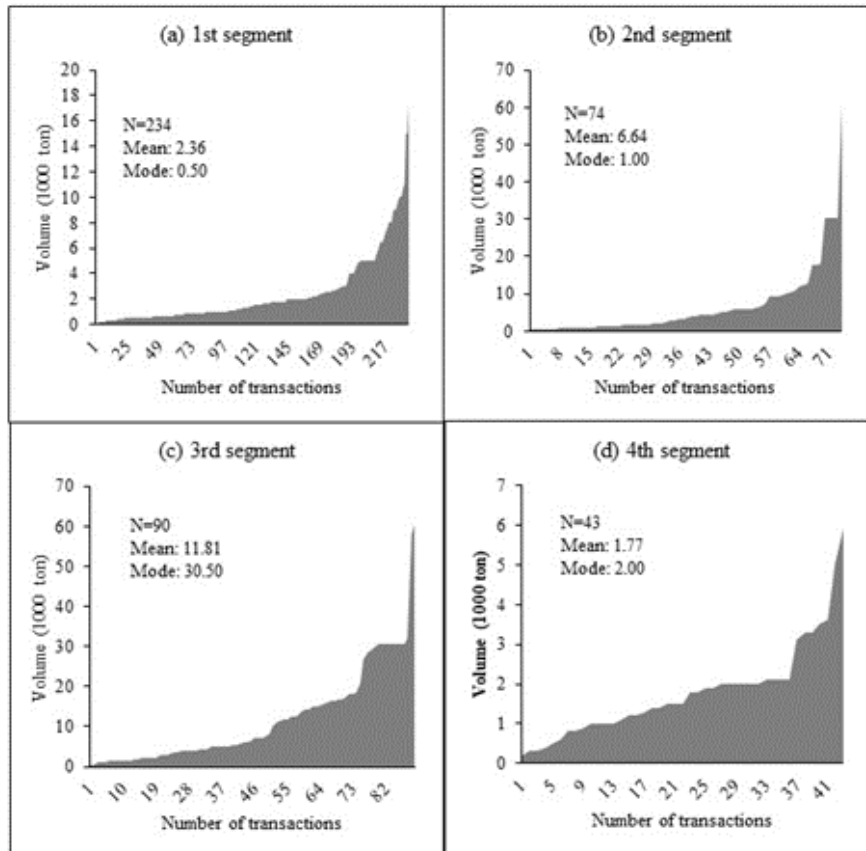 (a) 1st segment
Volume (1000 ton)
20
18
16
14
12
10
8
6
4
2
0
N=234
Mean: 2.36
Mode: 0.50
1 25 49 73 97 121 145 169 193 217
Number of transactions
(b) 2nd segment
Volume (1000 ton)
70
60
50
40
30
20
10
0
N=74
Mean: 6.64
Mode: 1.00
1 8 15 22 29 36 43 50 57 64 71
Number of transactions
(c) 3rd segment
Volume (1000 ton)
70
60
50
40
30
20
10
0
N=90
Mean: 11.81
Mode: 30.50
1 10 19 28 37 46 55 64 73 82
Number of transactions
(d) 4th segment
Volume (1000 ton)
7
6
5
4
3
2
1
0
N=43
Mean: 1.77
Mode: 2.00
1 5 9 13 17 21 25 29 33 37 41
Number of transactions